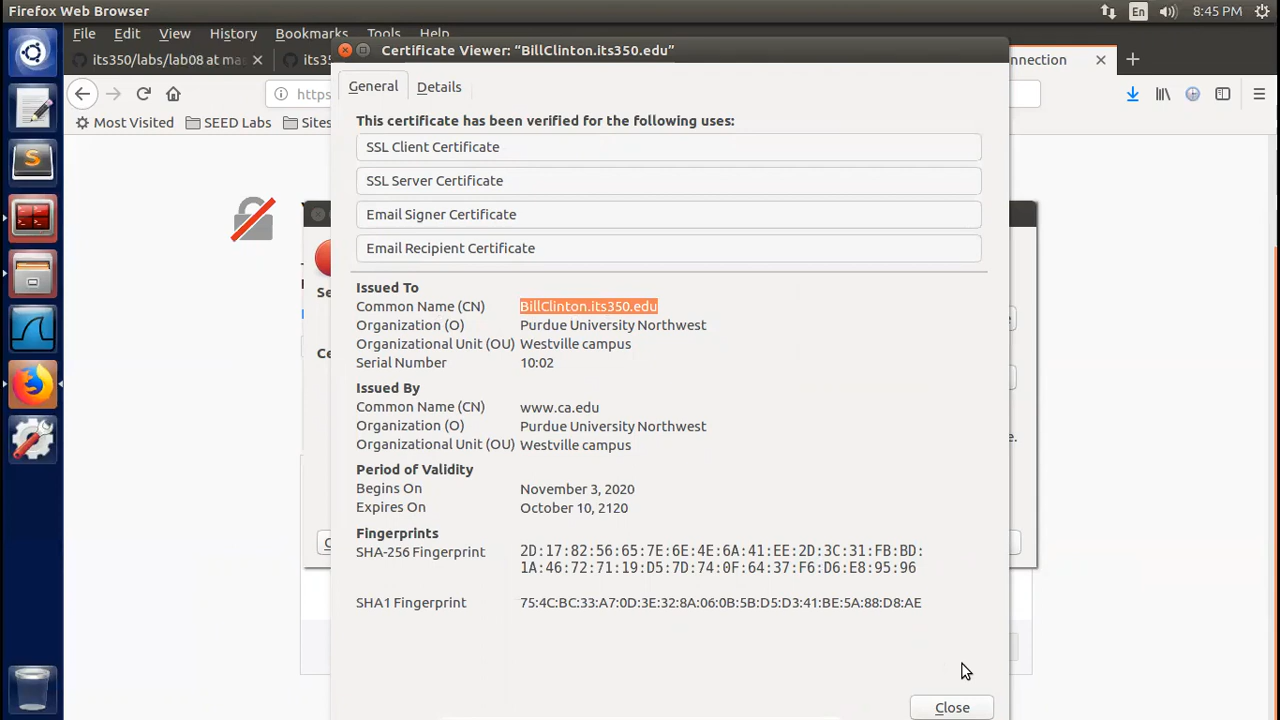 Firefox Web Browser
En
8:45 PM
File Edit View History Bookmarks Tools Help
its350/labs/lab08 at ma
its35
Certificate Viewer: “BillClinton.its350.edu”
onnection
https
Most Visited
SEED Labs
Sites
General
Details
This certificate has been verified for the following uses:
SSL Client Certificate
SSL Server Certificate
Email Signer Certificate
Email Recipient Certificate
Issued To
Common Name (CN) BillClinton.its350.edu
Organization (O) Purdue University Northwest
Organizational Unit (OU) Westville campus
Serial Number 10:02
Issued By
Common Name (CN) www.ca.edu
Organization (O) Purdue University Northwest
Organizational Unit (OU) Westville campus
Period of Validity
Begins On November 3, 2020
Expires On October 10, 2120
Fingerprints
SHA-256 Fingerprint 2D:17:82:56:65:7E:6E:4E:6A:41:EE:2D:3C:31:FB:BD:
1A:46:72:71:19:D5:7D:74:0F:64:37:F6:D6:E8:95:96
SHA1 Fingerprint 75:4C:BC:33:A7:0D:3E:32:8A:06:0B:5B:D5:D3:41:BE:5A:88:D8:AE
Close